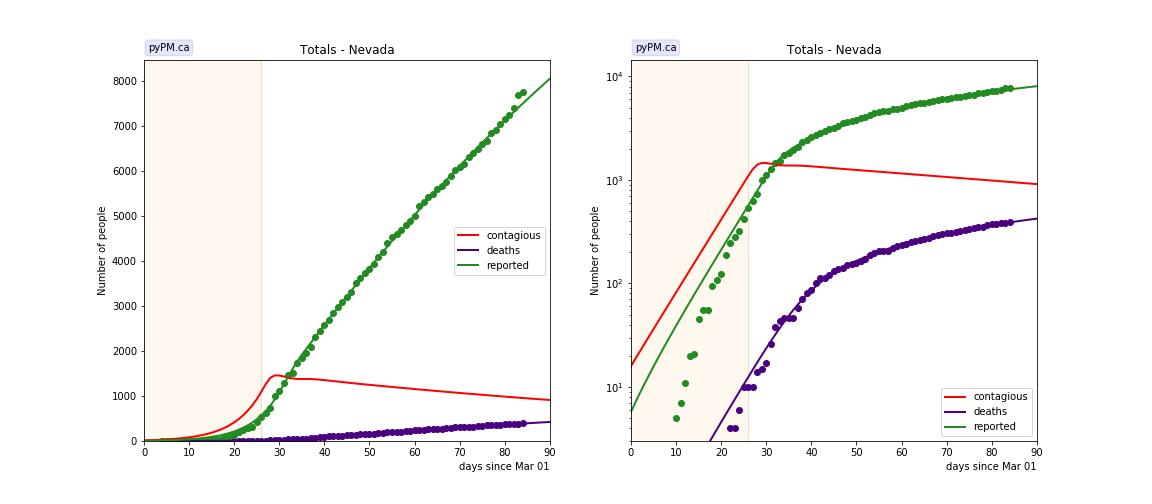 pyPM.ca
Totals - Nevada
Number of people
8000
7000
6000
5000
4000
3000
2000
1000
0
0 10 20 30 40 50 60 70 80 90
days since Mar 01
contagious
deaths
reported
pyPM.ca
Totals - Nevada
Number of people
10⁴
10³
10²
10¹
0 10 20 30 40 50 60 70 80 90
days since Mar 01
contagious
deaths
reported